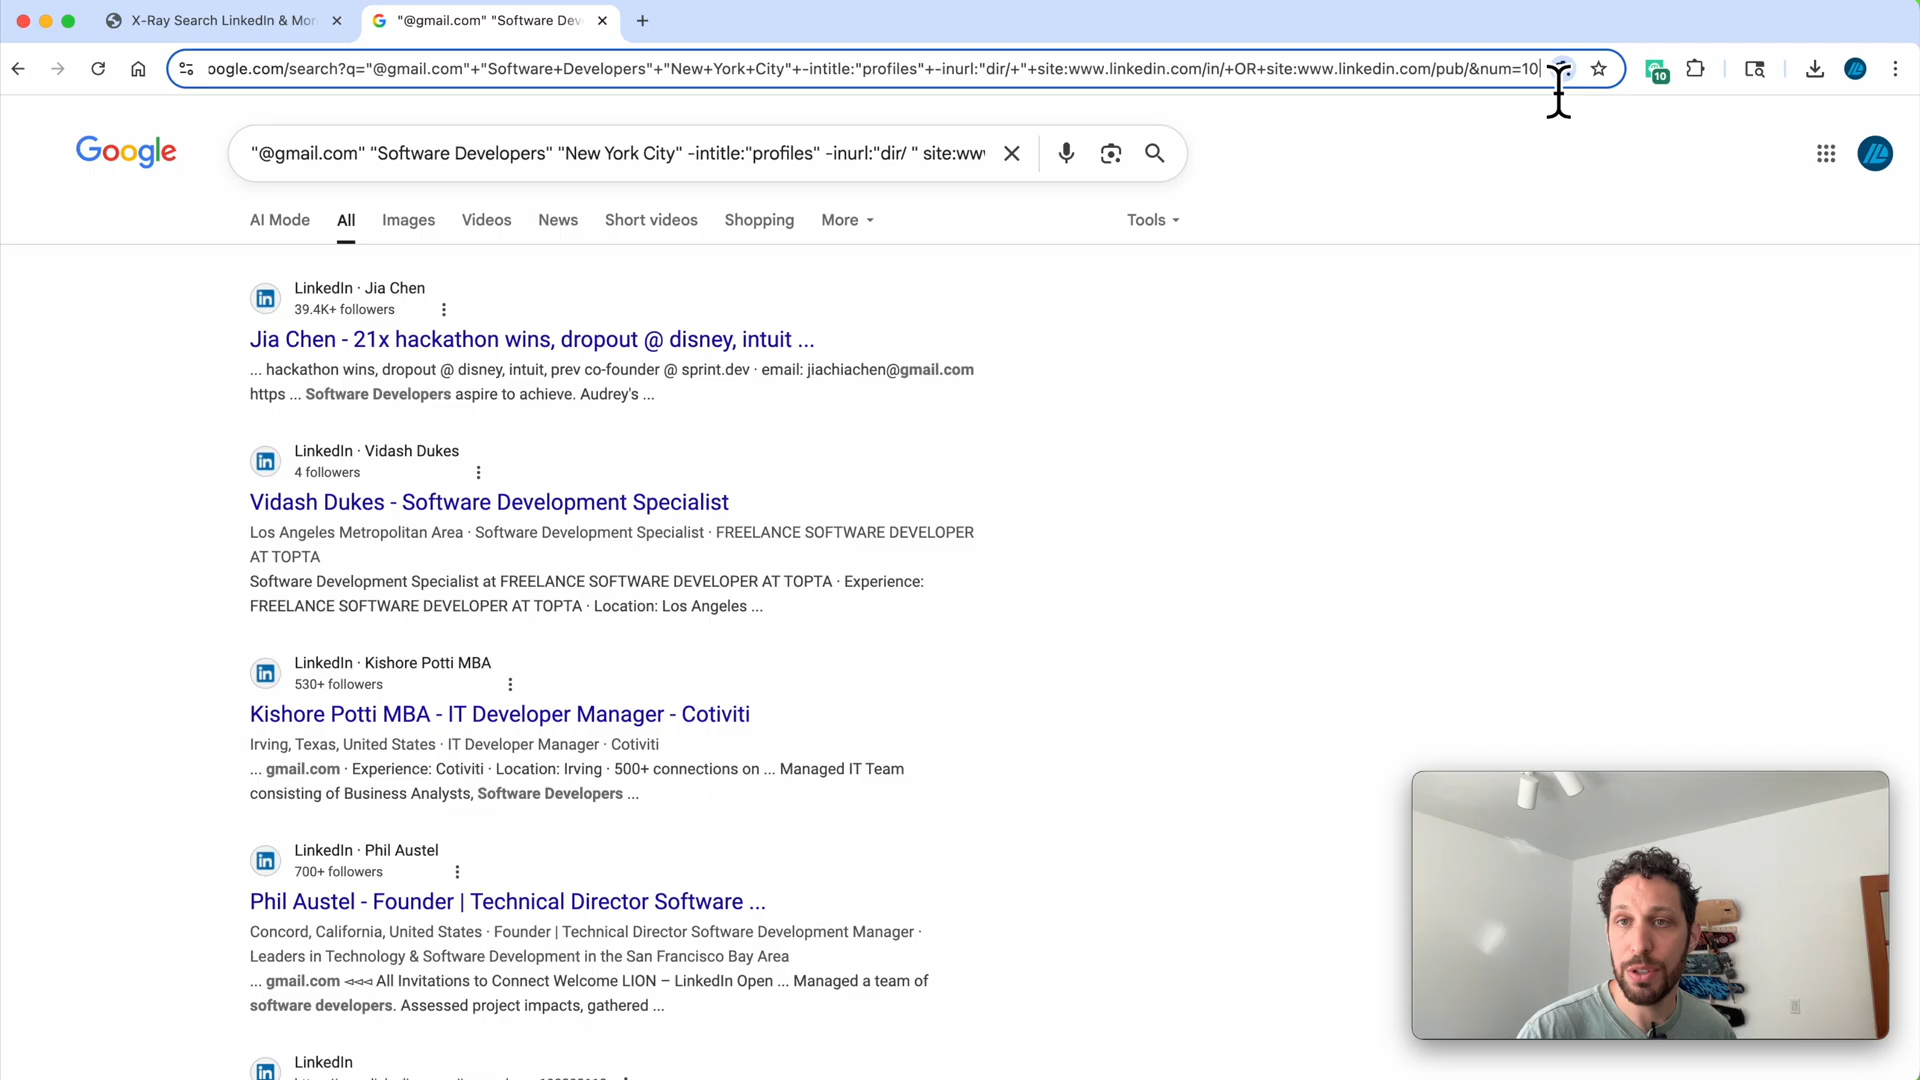 X-Ray Search LinkedIn & Mor
"@gmail.com" "Software Dev
oogle.com/search?q="@gmail.com"+"Software+Developers"+"New+York+City"+-intitle:"profiles"+-inurl:"dir/+"+site:www.linkedin.com/in/+OR+site:www.linkedin.com/pub/&num=10
10
Google
"@gmail.com" "Software Developers" "New York City" -intitle:"profiles" -inurl:"dir/ " site:ww
AI Mode
All
Images
Videos
News
Short videos
Shopping
More
Tools
LinkedIn · Jia Chen
39.4K+ followers
Jia Chen - 21x hackathon wins, dropout @ disney, intuit ...
... hackathon wins, dropout @ disney, intuit, prev co-founder @ sprint.dev · email: jiachiachen@gmail.com
https ... Software Developers aspire to achieve. Audrey's ...
LinkedIn · Vidash Dukes
4 followers
Vidash Dukes - Software Development Specialist
Los Angeles Metropolitan Area · Software Development Specialist · FREELANCE SOFTWARE DEVELOPER
AT TOPTA
Software Development Specialist at FREELANCE SOFTWARE DEVELOPER AT TOPTA · Experience:
FREELANCE SOFTWARE DEVELOPER AT TOPTA · Location: Los Angeles ...
LinkedIn · Kishore Potti MBA
530+ followers
Kishore Potti MBA - IT Developer Manager - Cotiviti
Irving, Texas, United States · IT Developer Manager · Cotiviti
... gmail.com · Experience: Cotiviti · Location: Irving · 500+ connections on ... Managed IT Team
consisting of Business Analysts, Software Developers ...
LinkedIn · Phil Austel
700+ followers
Phil Austel - Founder | Technical Director Software ...
Concord, California, United States · Founder | Technical Director Software Development Manager ·
Leaders in Technology & Software Development in the San Francisco Bay Area
... gmail.com ⊲⊲⊲ All Invitations to Connect Welcome LION – LinkedIn Open ... Managed a team of
software developers. Assessed project impacts, gathered ...
LinkedIn